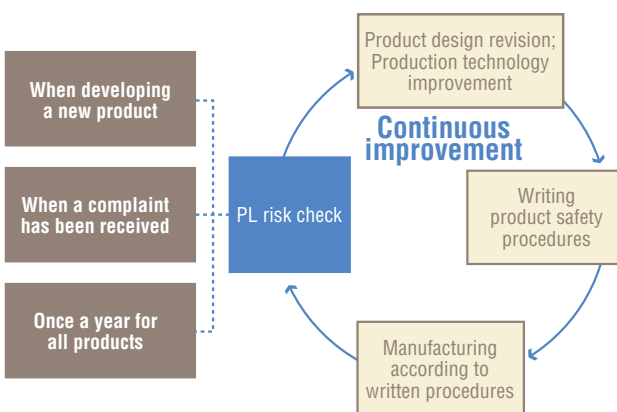 When developing
a new product
When a complaint
has been received
Once a year for
all products
PL risk check
Product design revision;
Production technology
improvement
Continuous
improvement
Writing
product safety
procedures
Manufacturing
according to
written procedures